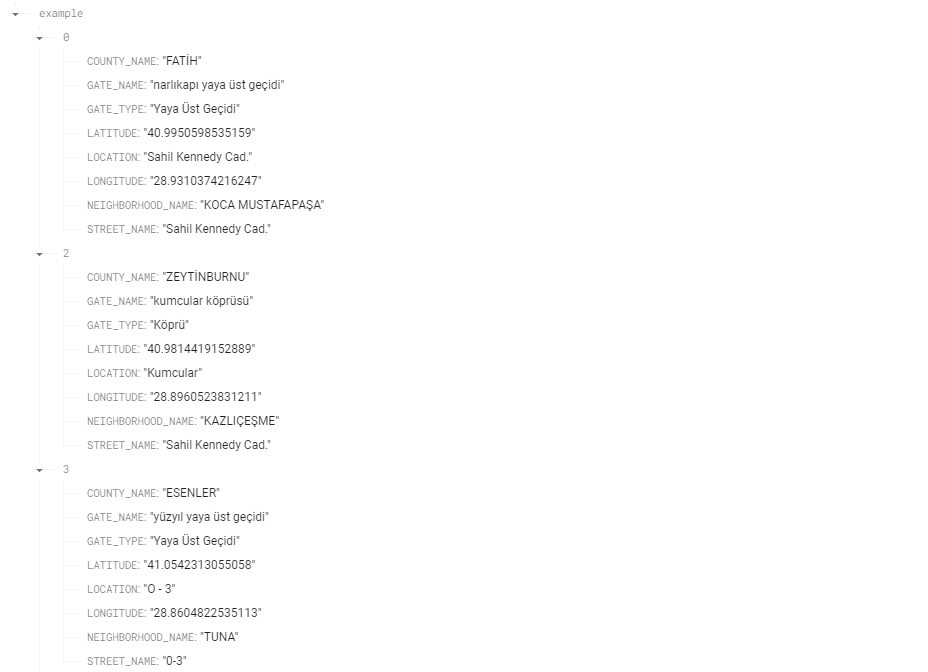 example
0
COUNTY_NAME: "FATİH"
GATE_NAME: "narlıkapı yaya üst geçidi"
GATE_TYPE: "Yaya Üst Geçidi"
LATITUDE: "40.9950598535159"
LOCATION: "Sahil Kennedy Cad."
LONGITUDE: "28.9310374216247"
NEIGHBORHOOD_NAME: "KOCA MUSTAFAPAŞA"
STREET_NAME: "Sahil Kennedy Cad."
2
COUNTY_NAME: "ZEYTİNBURNU"
GATE_NAME: "kumcular köprüsü"
GATE_TYPE: "Köprü"
LATITUDE: "40.9814419152889"
LOCATION: "Kumcular"
LONGITUDE: "28.8960523831211"
NEIGHBORHOOD_NAME: "KAZLIÇEŞME"
STREET_NAME: "Sahil Kennedy Cad."
3
COUNTY_NAME: "ESENLER"
GATE_NAME: "yüzyıl yaya üst geçidi"
GATE_TYPE: "Yaya Üst Geçidi"
LATITUDE: "41.0542313055058"
LOCATION: "O - 3"
LONGITUDE: "28.8604822535113"
NEIGHBORHOOD_NAME: "TUNA"
STREET_NAME: "0-3"